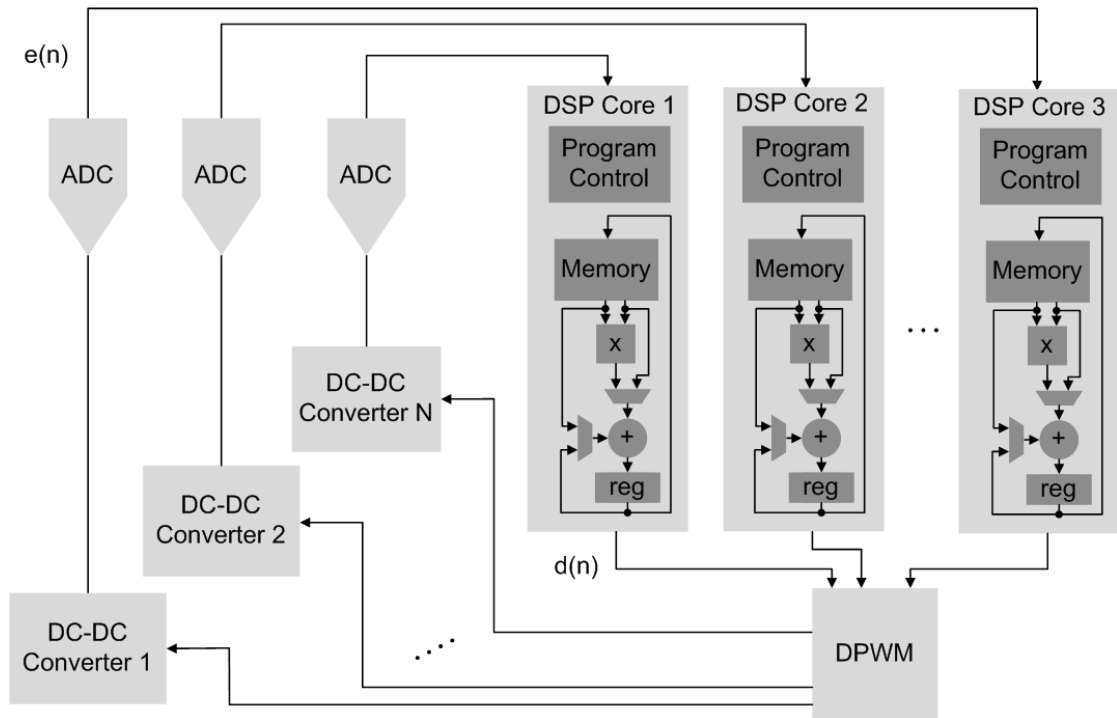 e(n)
ADC
ADC
ADC
DSP Core 1
Program
Control
Memory
x
+
reg
DSP Core 2
Program
Control
Memory
x
+
reg
...
DSP Core 3
Program
Control
Memory
x
+
reg
DC-DC
Converter N
DC-DC
Converter 2
DC-DC
Converter 1
d(n)
DPWM